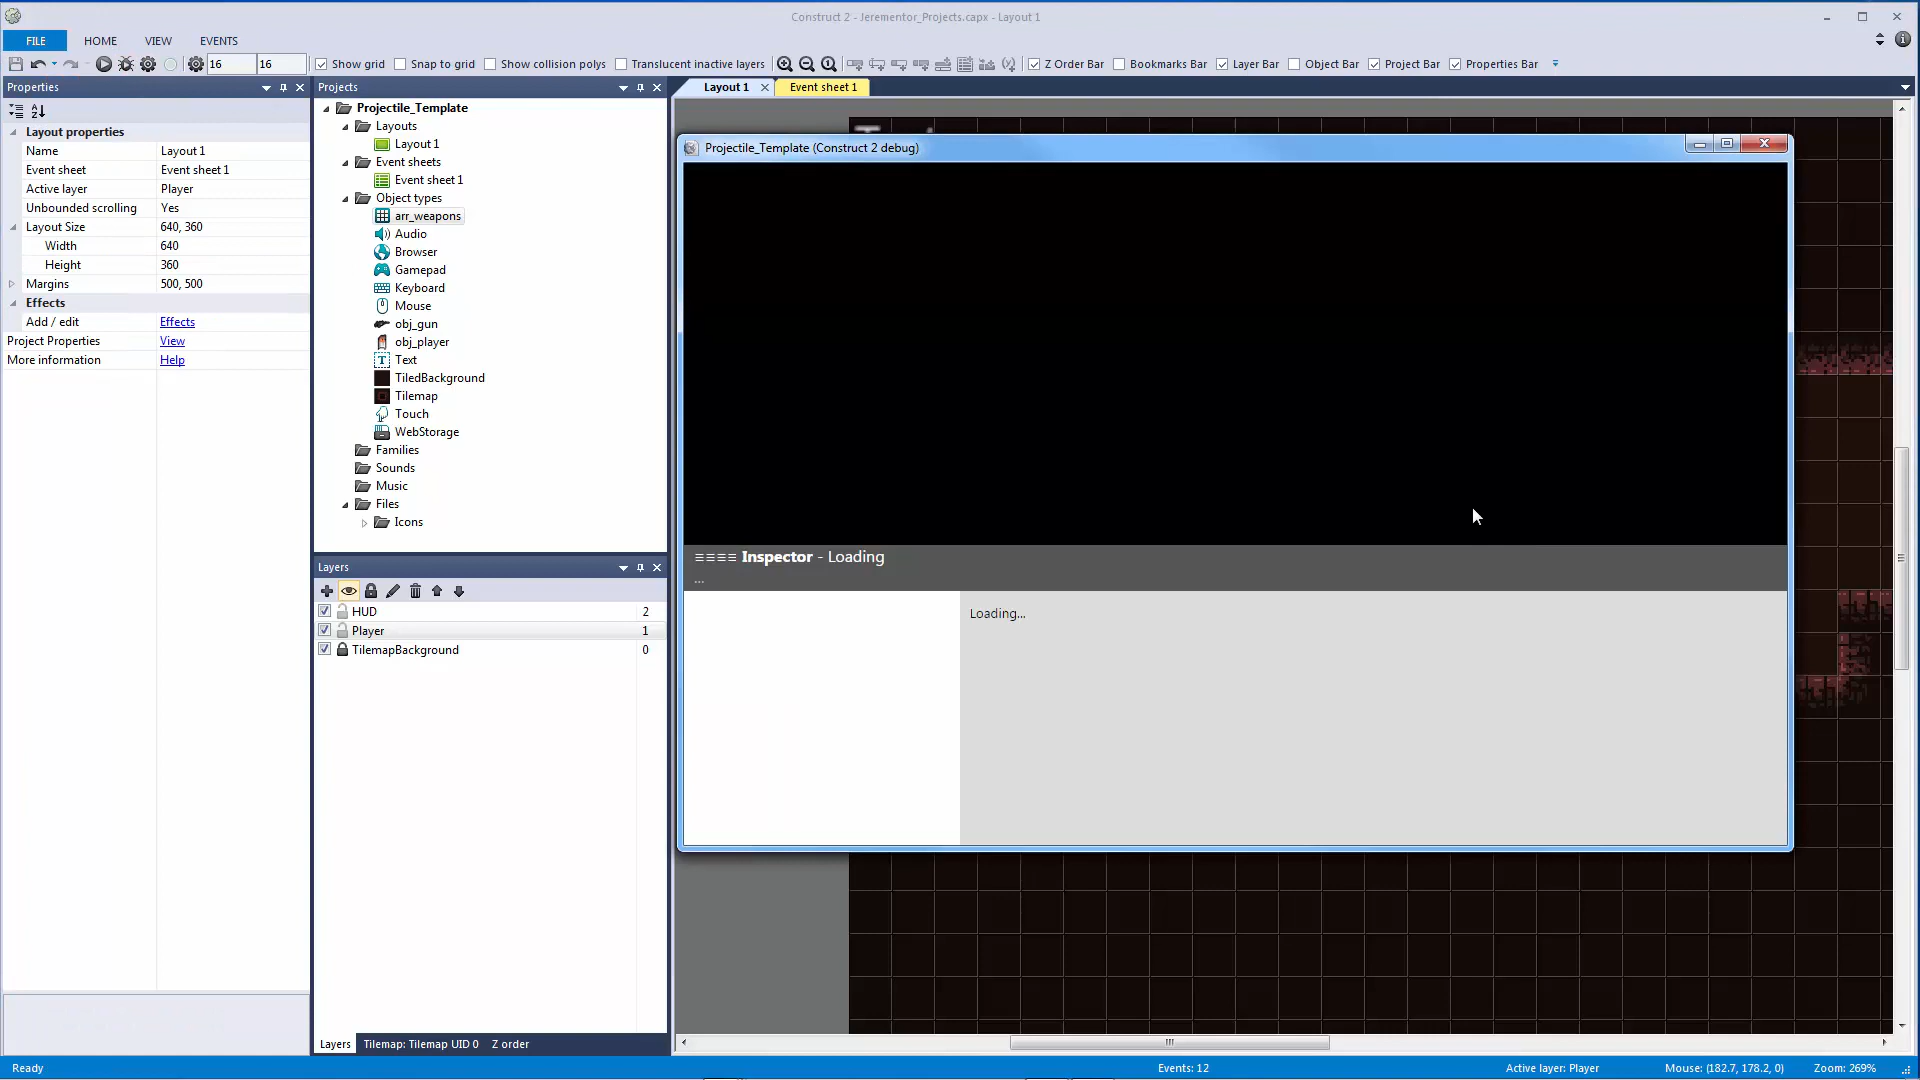 Construct 2 - Jerementor_Projects.capx - Layout 1
FILE HOME VIEW EVENTS
16 16 Show grid Snap to grid Show collision polys Translucent inactive layers Z Order Bar Bookmarks Bar Layer Bar Object Bar Project Bar Properties Bar
Properties
Layout properties
Name Layout 1
Event sheet Event sheet 1
Active layer Player
Unbounded scrolling Yes
Layout Size 640, 360
Width 640
Height 360
Margins 500, 500
Effects
Add / edit Effects
Project Properties View
More information Help
Projects
Projectile_Template
Layouts
Layout 1
Event sheets
Event sheet 1
Object types
arr_weapons
Audio
Browser
Gamepad
Keyboard
Mouse
obj_gun
obj_player
Text
TiledBackground
Tilemap
Touch
WebStorage
Families
Sounds
Music
Files
Icons
Layers
HUD 2
Player 1
TilemapBackground 0
Layers Tilemap: Tilemap UID 0 Z order
Layout 1 Event sheet 1
Projectile_Template (Construct 2 debug)
Inspector - Loading
...
Loading...
Ready Events: 12 Active layer: Player Mouse: (182.7, 178.2, 0) Zoom: 269%